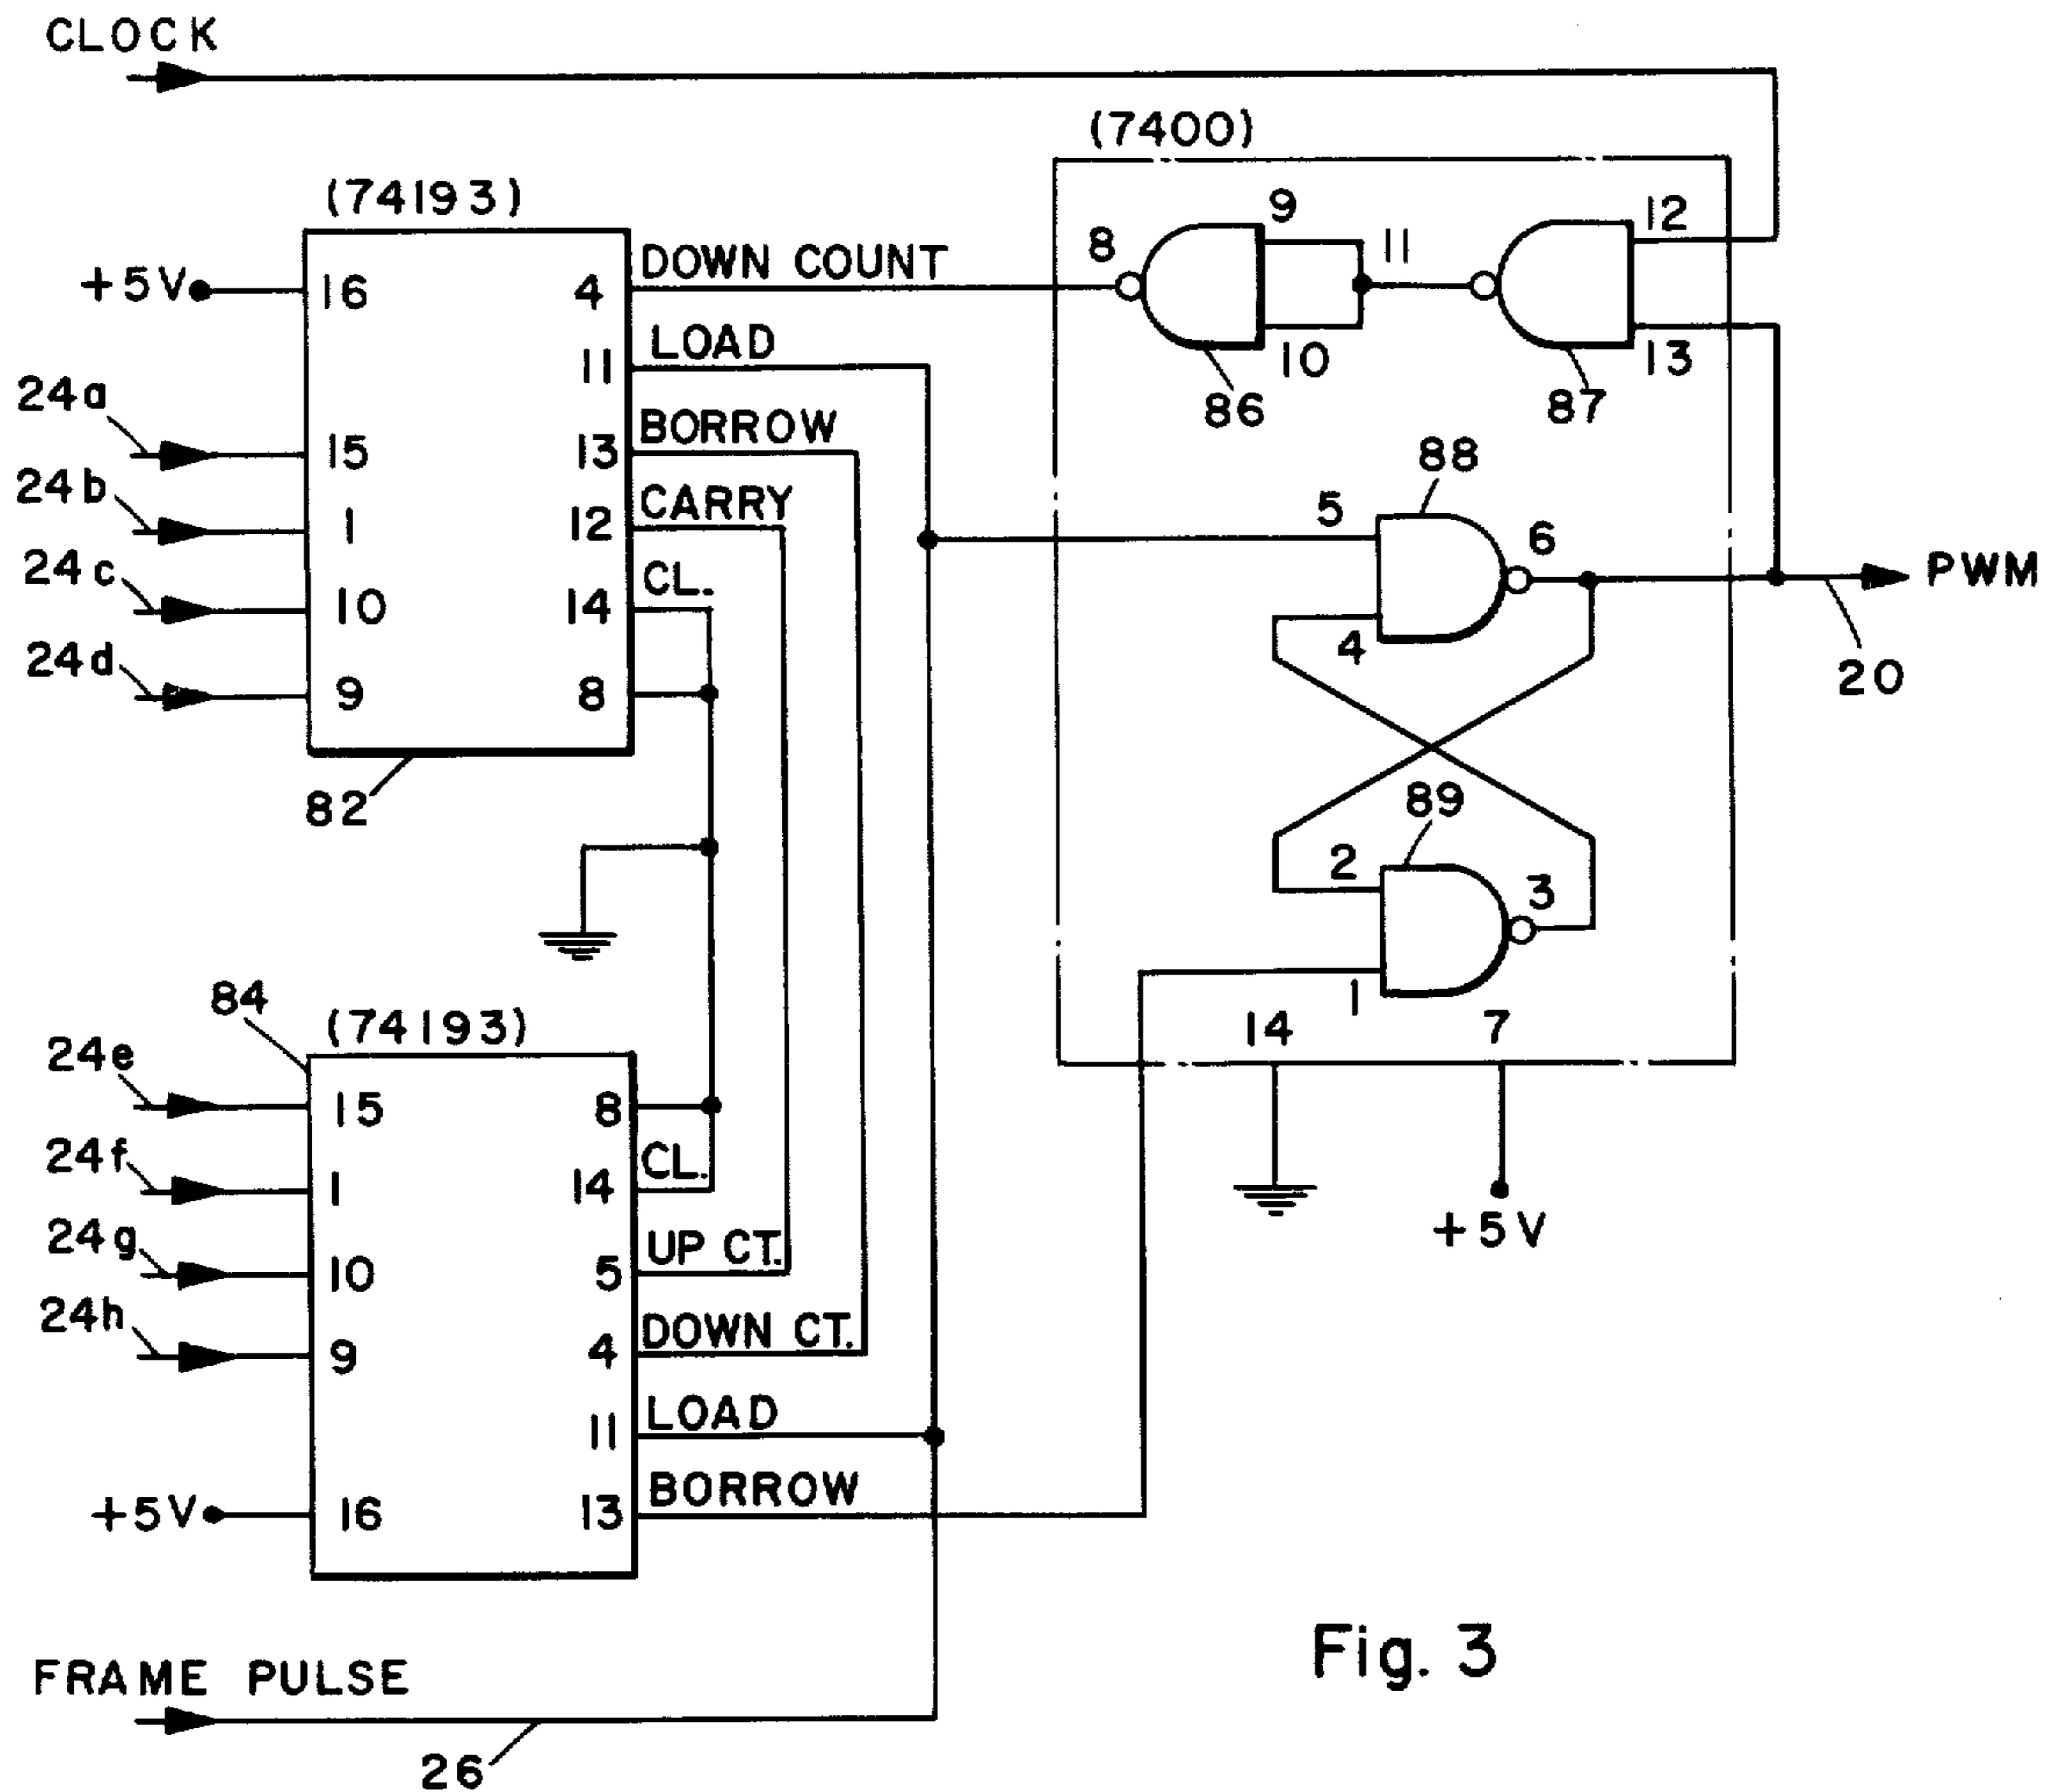 CLOCK
(7400)
(74193)
+5V
16
4
DOWN COUNT
8
9
10
11
12
13
86
87
11
LOAD
24a
15
13
BORROW
24b
1
12
CARRY
24c
10
14
CL.
24d
9
8
82
88
5
4
6
PWM
20
89
2
1
3
14
7
+5V
84
(74193)
24e
15
8
24f
1
14
CL.
24g
10
5
UP CT.
24h
9
4
DOWN CT.
11
LOAD
+5V
16
13
BORROW
FRAME PULSE
26
Fig. 3